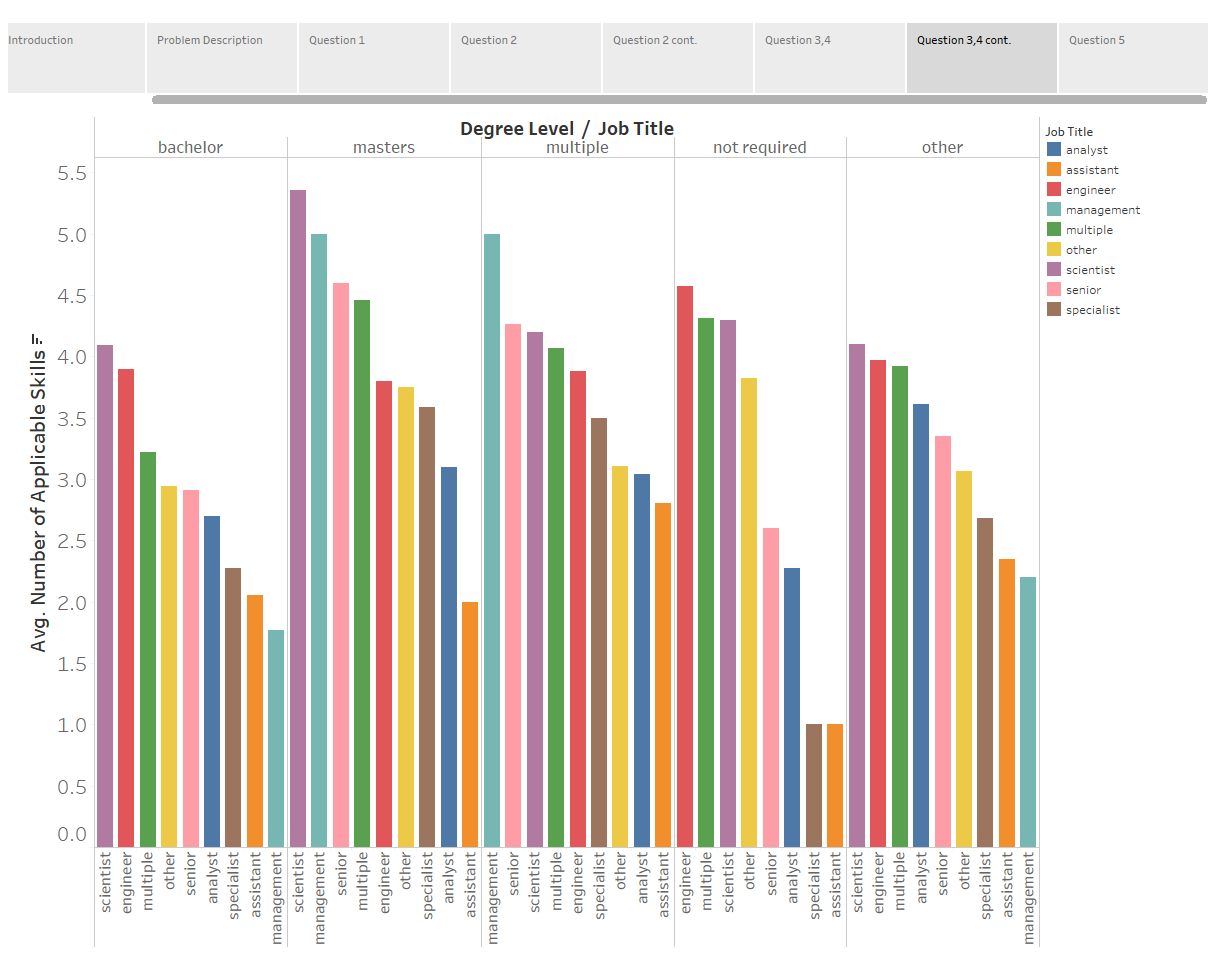 Introduction
Problem Description
Question 1
Question 2
Question 2 cont.
Question 3,4
Question 3,4 cont.
Question 5
Degree Level / Job Title
bachelor
masters
multiple
not required
other
Job Title
analyst
assistant
engineer
management
multiple
other
scientist
senior
specialist
Avg. Number of Applicable Skills
5.5
5.0
4.5
4.0
3.5
3.0
2.5
2.0
1.5
1.0
0.5
0.0
scientist
engineer
multiple
other
senior
analyst
specialist
assistant
management
scientist
management
senior
multiple
engineer
other
specialist
analyst
assistant
management
senior
scientist
multiple
engineer
specialist
other
analyst
assistant
engineer
multiple
scientist
other
senior
analyst
specialist
assistant
scientist
engineer
multiple
analyst
senior
other
specialist
assistant
management